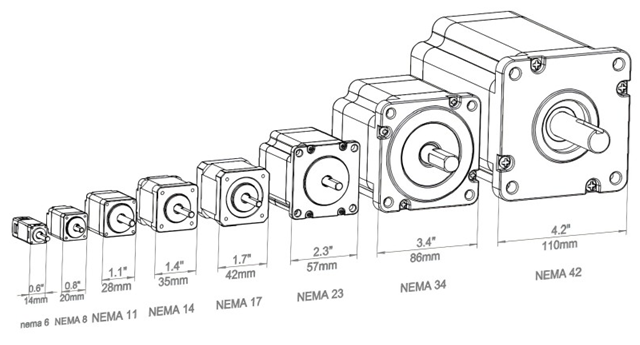 0.6"
14mm
nema 6
0.8"
20mm
NEMA 8
1.1"
28mm
NEMA 11
1.4"
35mm
NEMA 14
1.7"
42mm
NEMA 17
2.3"
57mm
NEMA 23
3.4"
86mm
NEMA 34
4.2"
110mm
NEMA 42